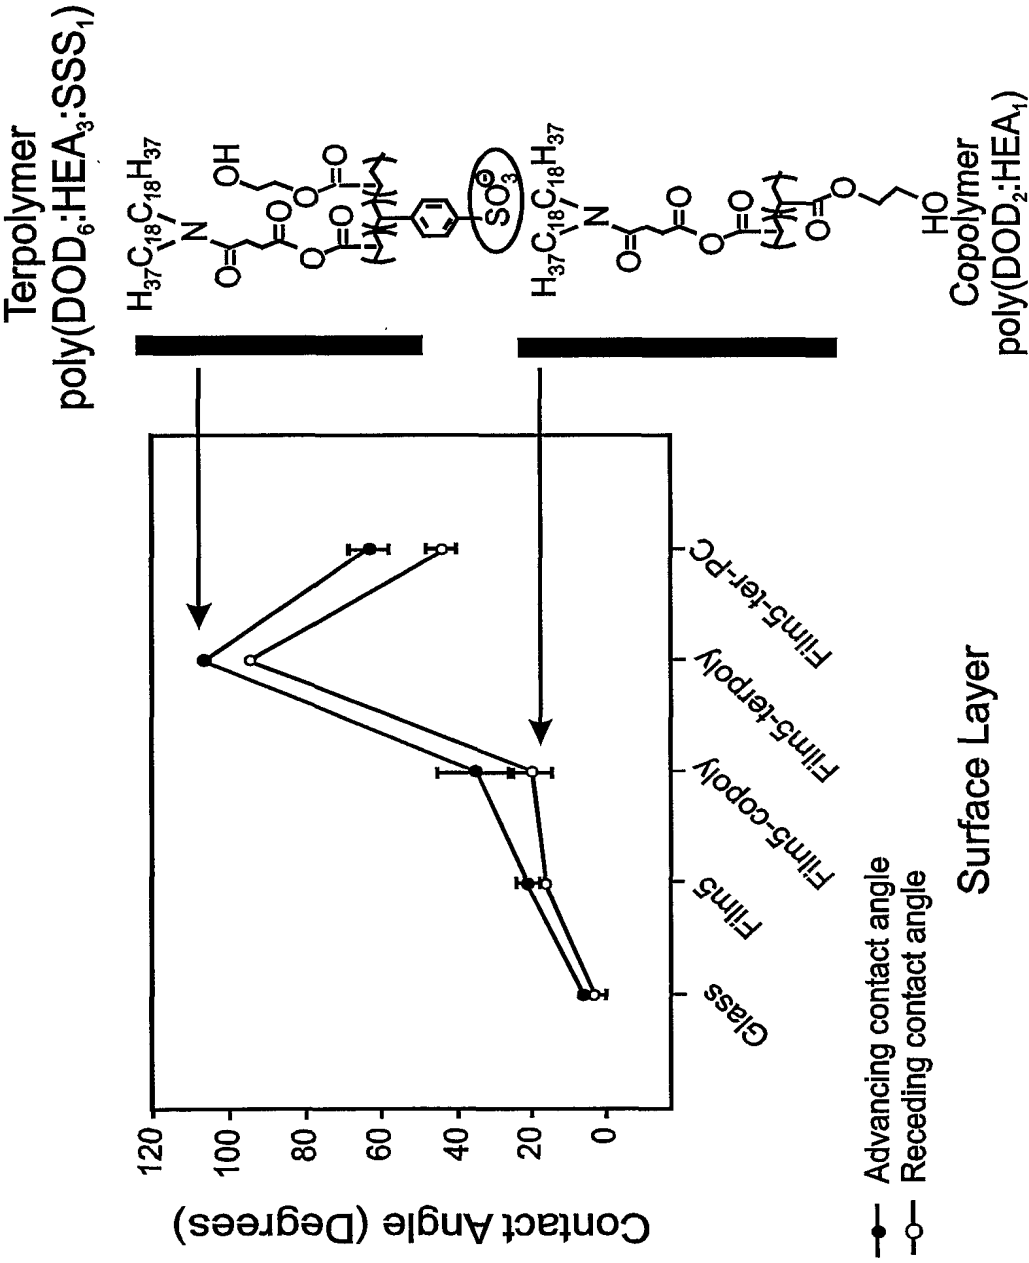 Terpolymer
poly(DOD₆:HEA₃:SSS₁)
H₃₇C₁₈C₁₈H₃₇
N
O
O
O
O
O
O
OH
SO₃
⊖
H₃₇C₁₈C₁₈H₃₇
N
O
O
O
O
O
O
HO
Copolymer
poly(DOD₂:HEA₁)
Contact Angle (Degrees)
120
100
80
60
40
20
0
Glass
Film5
Film5-copoly
Film5-terpoly
Film5-ter-PC
Surface Layer
Advancing contact angle
Receding contact angle